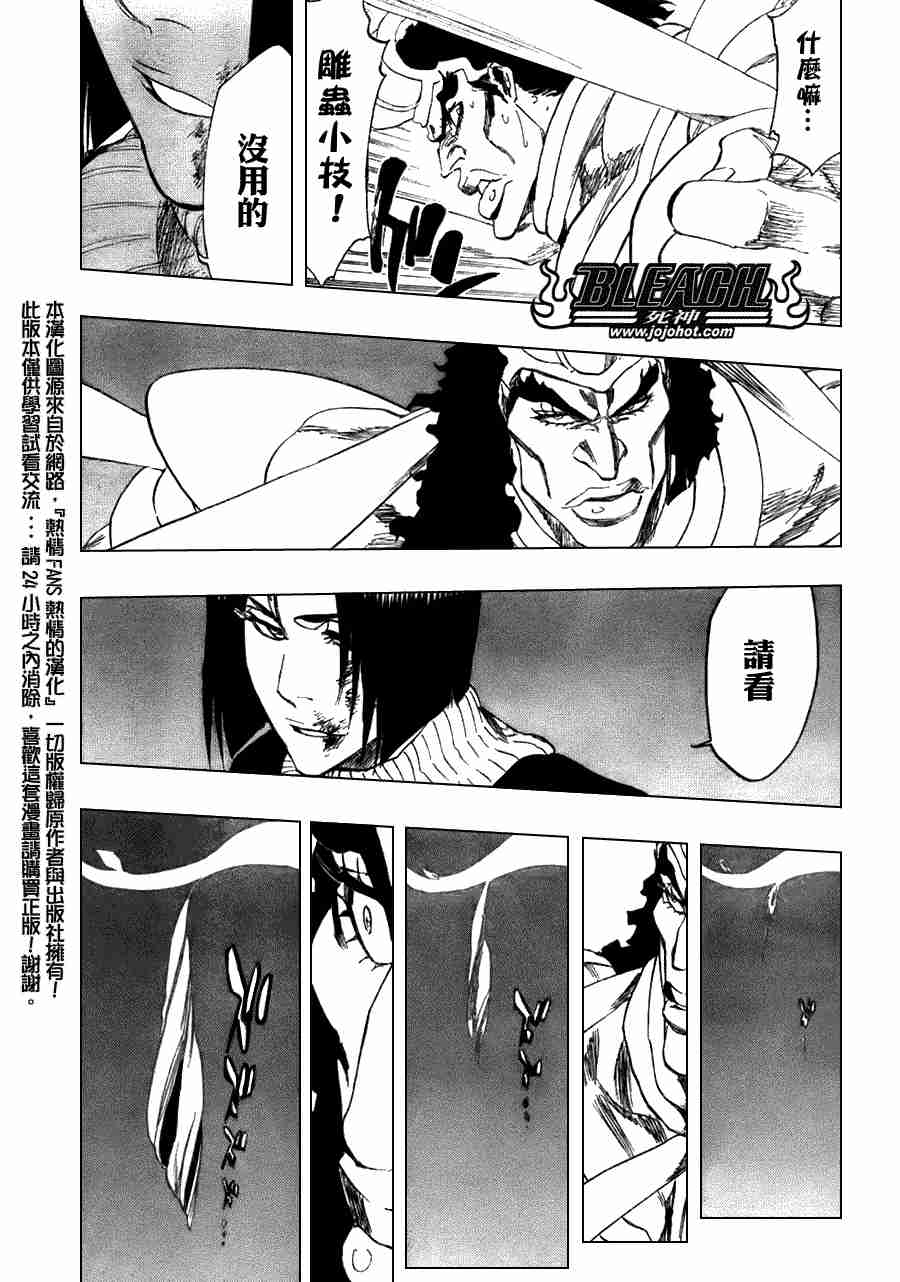 什麼嘛…
雕蟲小技！
沒用的
BLEACH
死神
www.jojohot.com
請看
本漢化圖源來自於網路，『熱情FANS熱情的漢化』一切版權歸原作者與出版社擁有！
此版本僅供學習試看交流… 請24小時之內消除，喜歡這套漫畫請購買正版！謝謝。